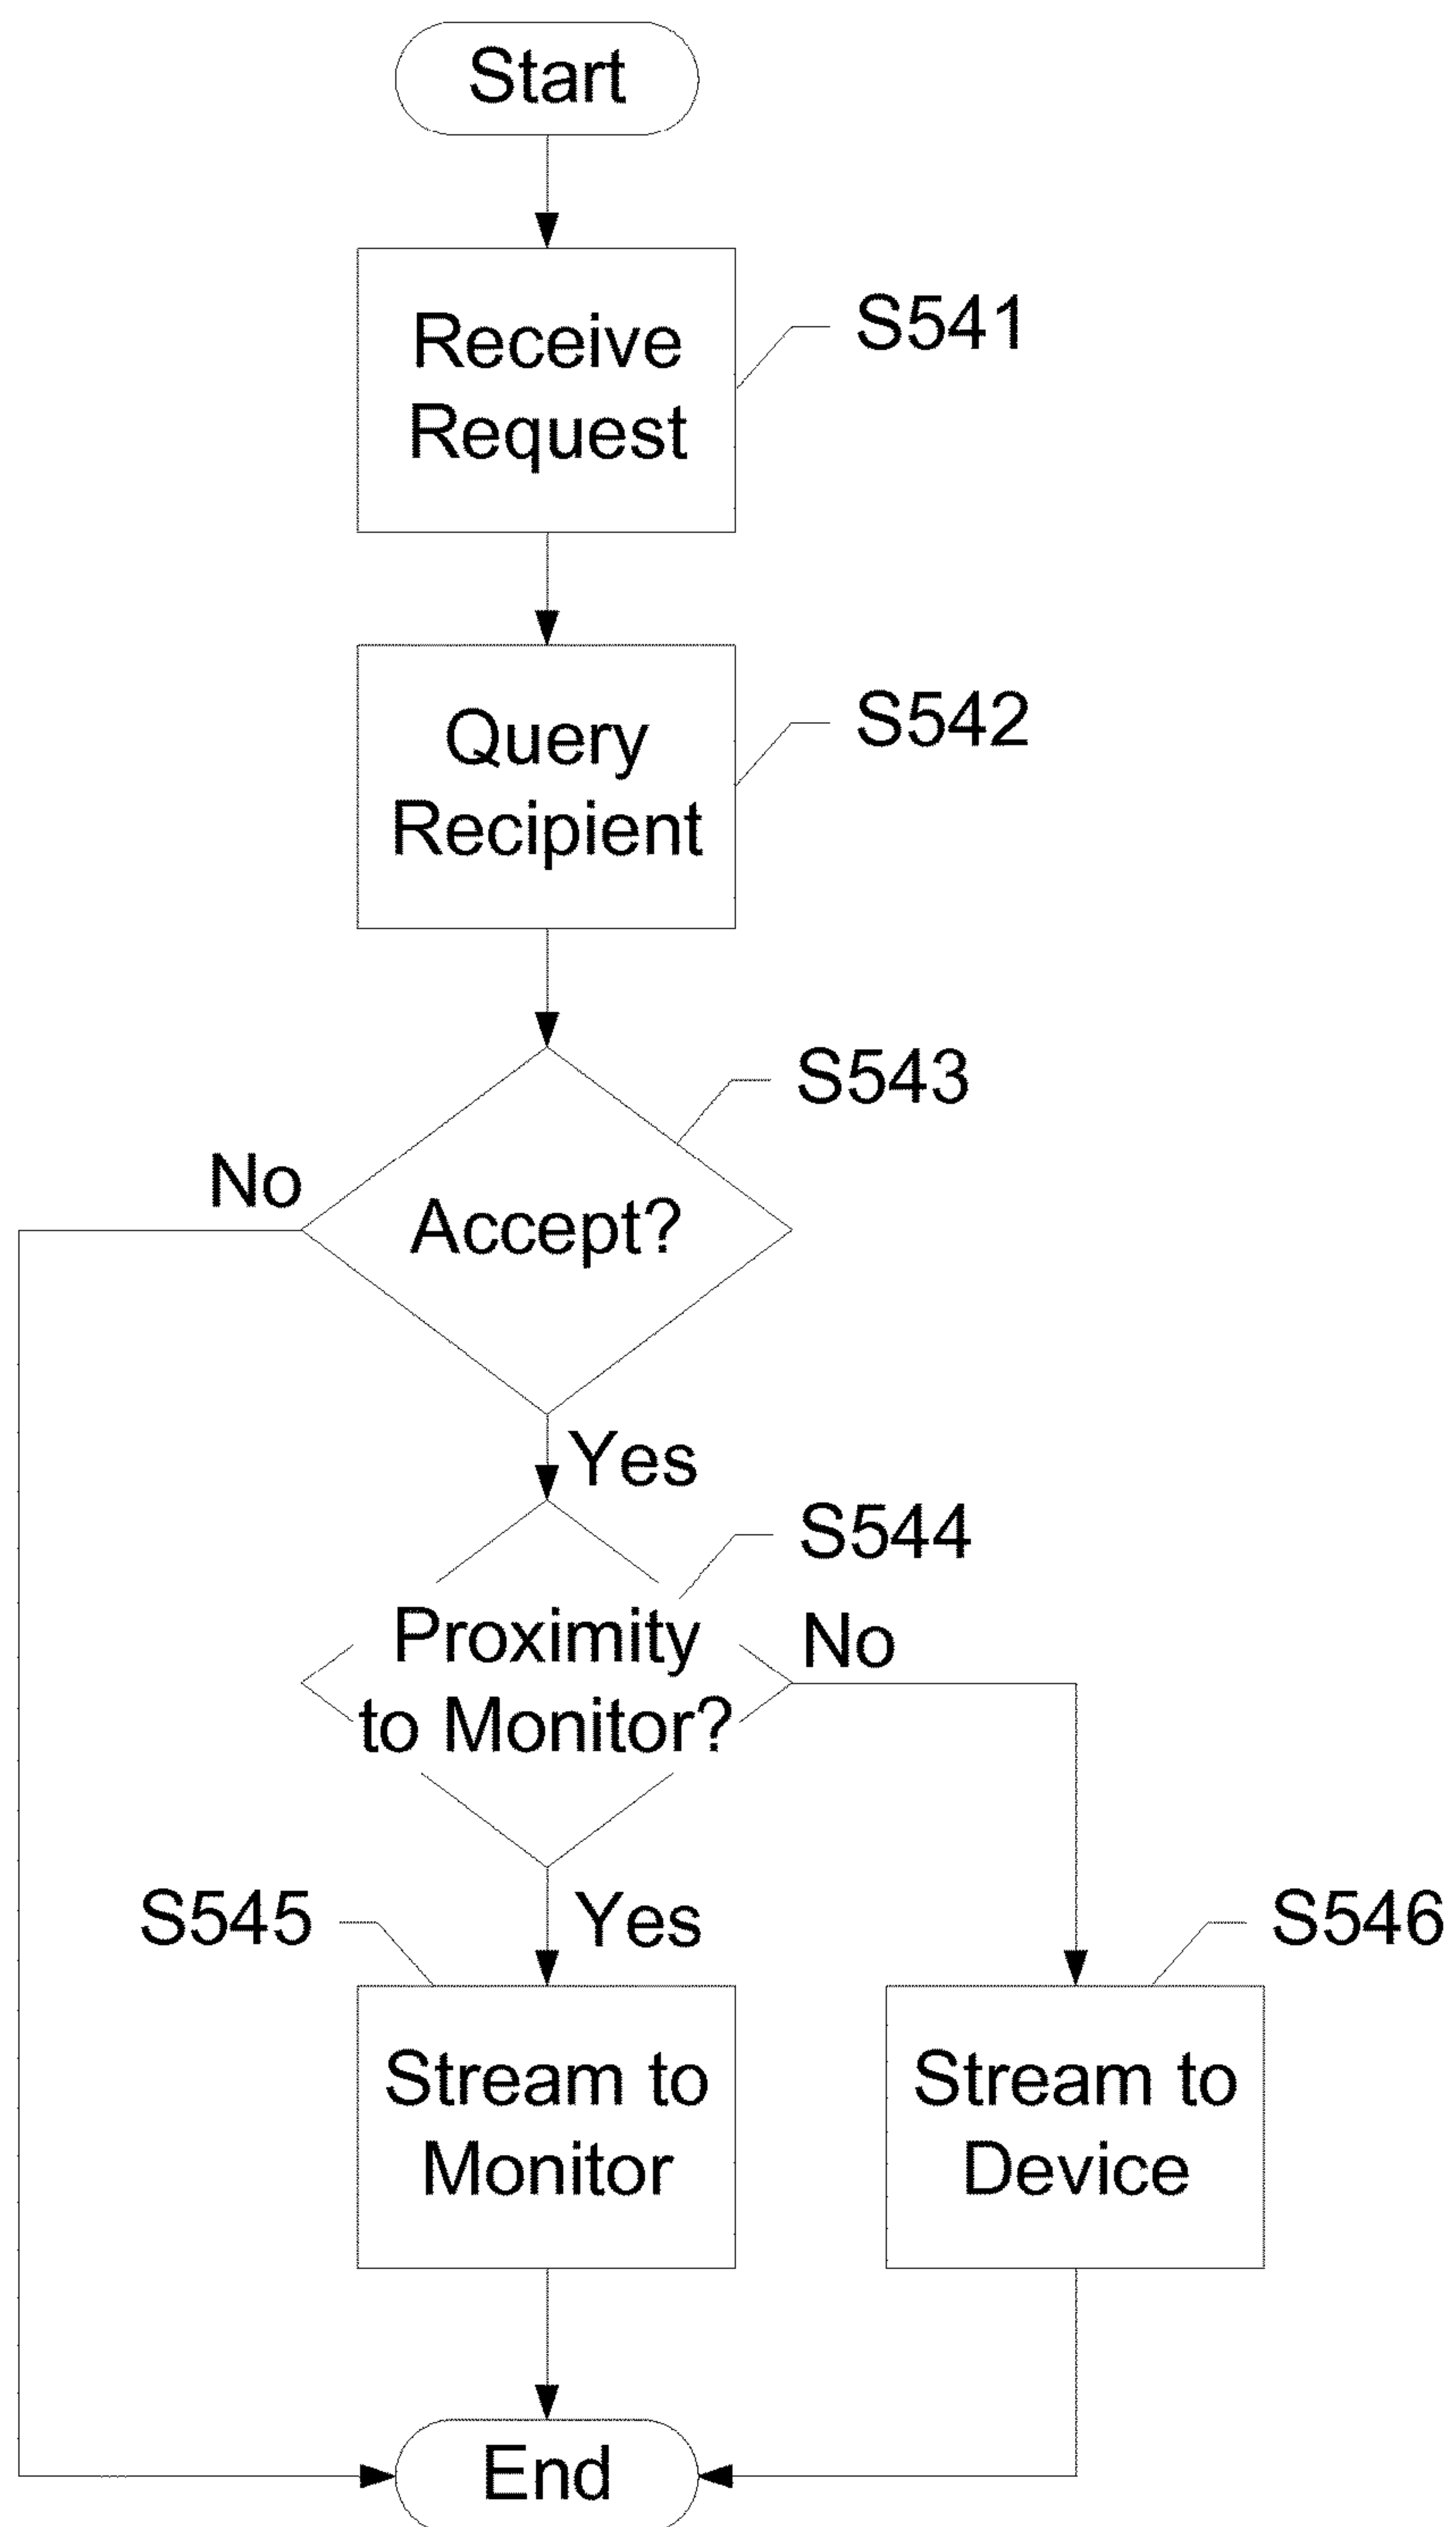 Start
Receive
Request
S541
Query
Recipient
S542
S543
No
Accept?
Yes
S544
Proximity
to Monitor?
No
S545
Yes
S546
Stream to
Monitor
Stream to
Device
End